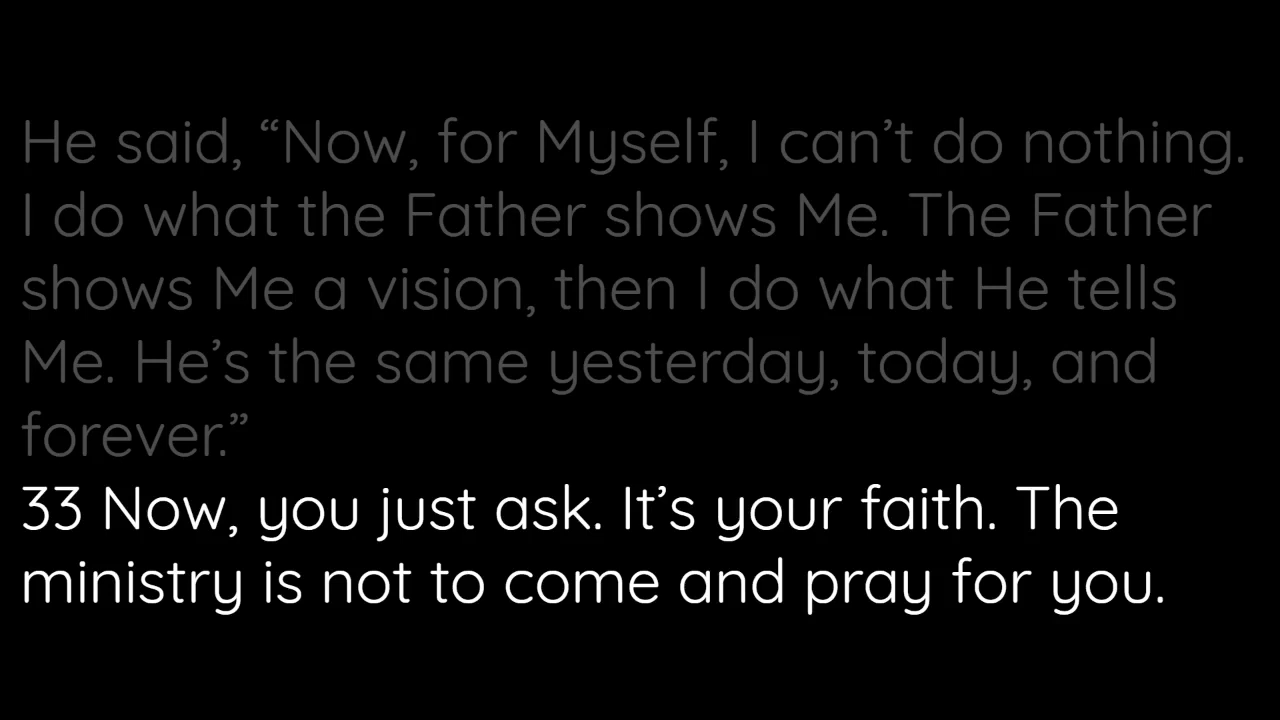 He said, “Now, for Myself, I can’t do nothing.
I do what the Father shows Me. The Father
shows Me a vision, then I do what He tells
Me. He’s the same yesterday, today, and
forever.”
33 Now, you just ask. It’s your faith. The
ministry is not to come and pray for you.